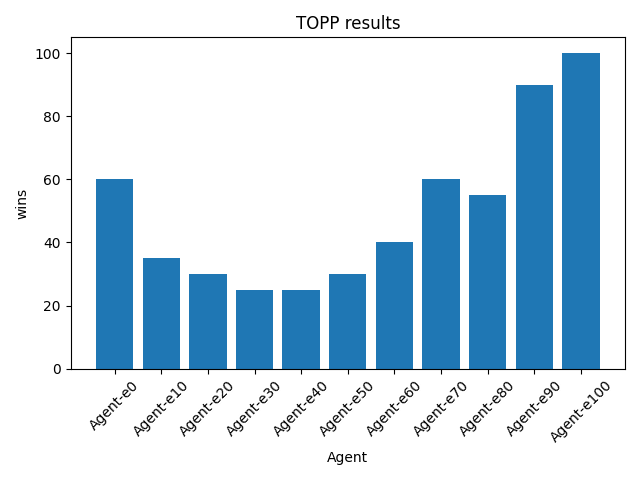 TOPP results
wins
100
80
60
40
20
0
Agent-e0
Agent-e10
Agent-e20
Agent-e30
Agent-e40
Agent-e50
Agent-e60
Agent-e70
Agent-e80
Agent-e90
Agent-e100
Agent